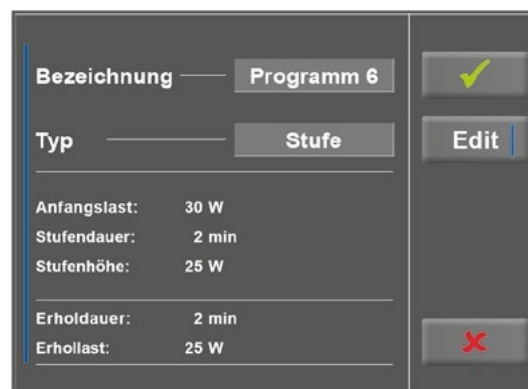 Bezeichnung Programm 6
Typ Stufe
Edit
Anfangslast: 30 W
Stufendauer: 2 min
Stufenhöhe: 25 W
Erholdauer: 2 min
Erhollast: 25 W